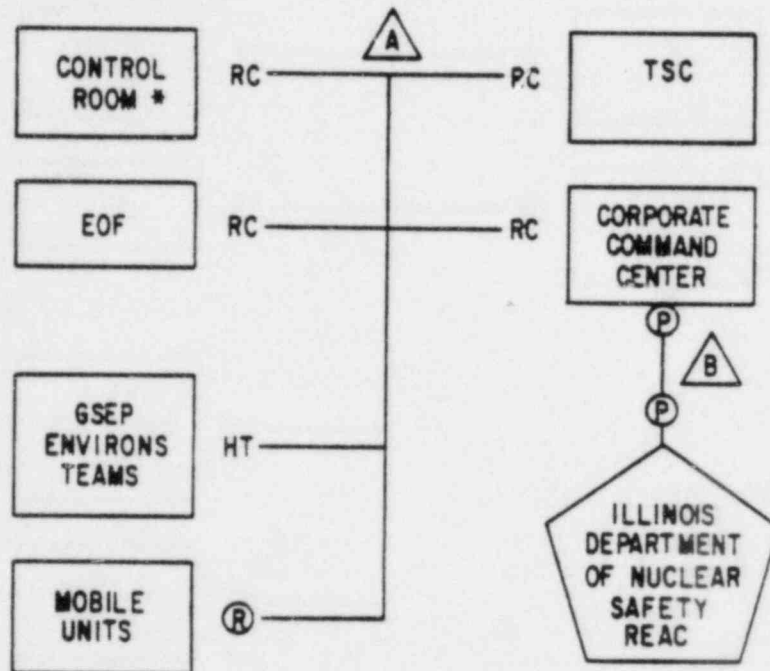 A
CONTROL
ROOM *
RC
RC
TSC
EOF
RC
RC
CORPORATE
COMMAND
CENTER
P
B
P
GSEP
ENVIRONS
TEAMS
HT
ILLINOIS
DEPARTMENT
OF NUCLEAR
SAFETY
REAC
MOBILE
UNITS
R